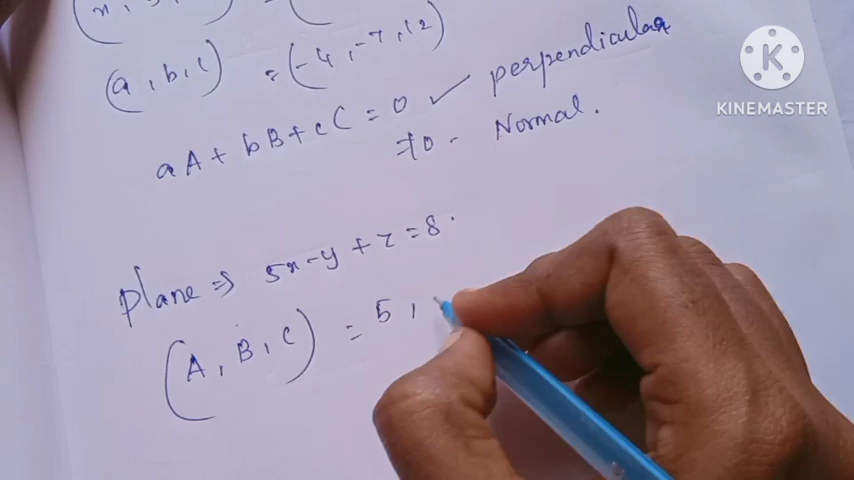 (a, b, c) = (-4, -7, 12)
aA + bB + cC = 0 ✓ perpendicular
≠0 - Normal.
plane ⇒ 5x - y + z = 8.
(A, B, C) = 5,
K
KINEMASTER